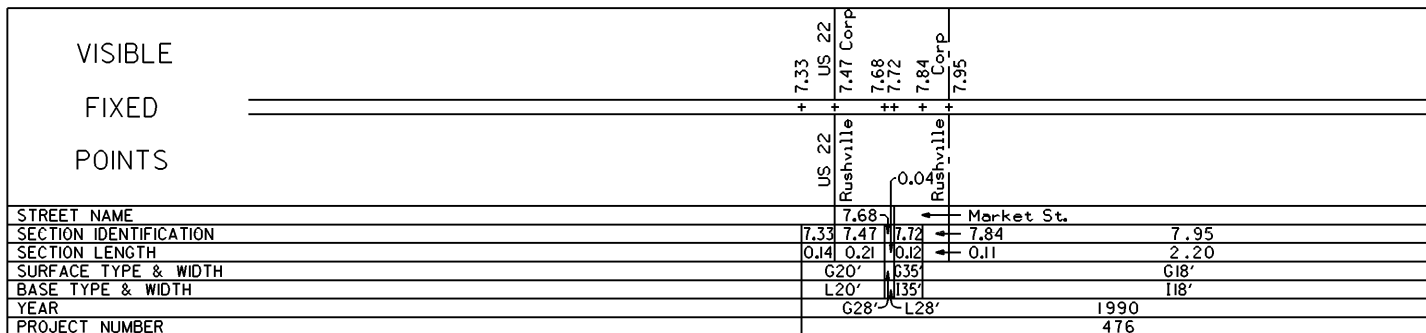 VISIBLE
FIXED
POINTS
7.33
US 22
7.47 Corp
7.68
7.72
7.84
Corp
7.95
+ + ++ + +
US 22
Rushville
0.04
Rushville
STREET NAME 7.68 Market St.
SECTION IDENTIFICATION 7.33 7.47 7.72 7.84 7.95
SECTION LENGTH 0.14 0.21 0.12 0.11 2.20
SURFACE TYPE & WIDTH G20' G35' G18'
BASE TYPE & WIDTH L20' I35' I18'
YEAR G28' L28' 1990
PROJECT NUMBER 476